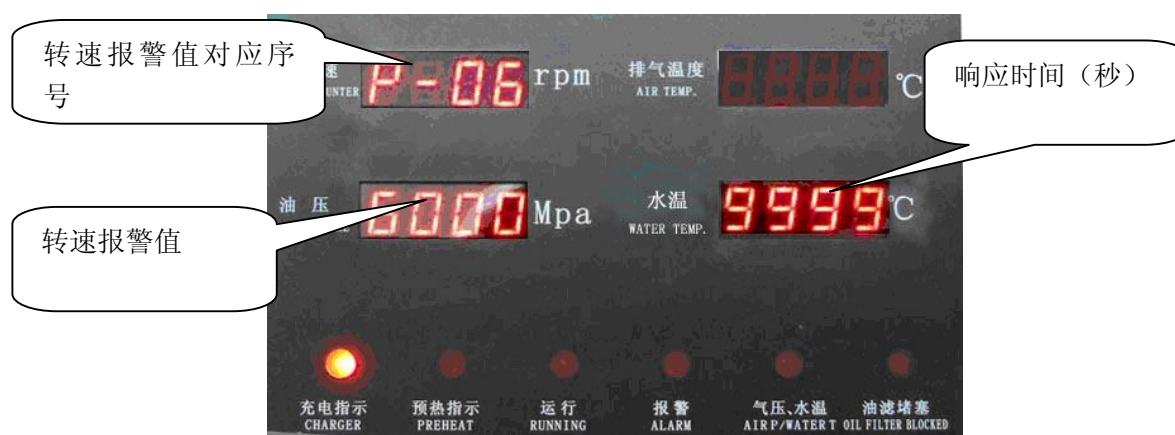 转速报警值对应序
号
速
UNTER
P-06
rpm
排气温度
AIR TEMP.
℃
响应时间（秒）
油 压
6000
Mpa
水温
WATER TEMP.
9999
℃
转速报警值
充电指示
CHARGER
预热指示
PREHEAT
运行
RUNNING
报警
ALARM
气压、水温
AIR P/WATER T
油滤堵塞
OIL FILTER BLOCKED